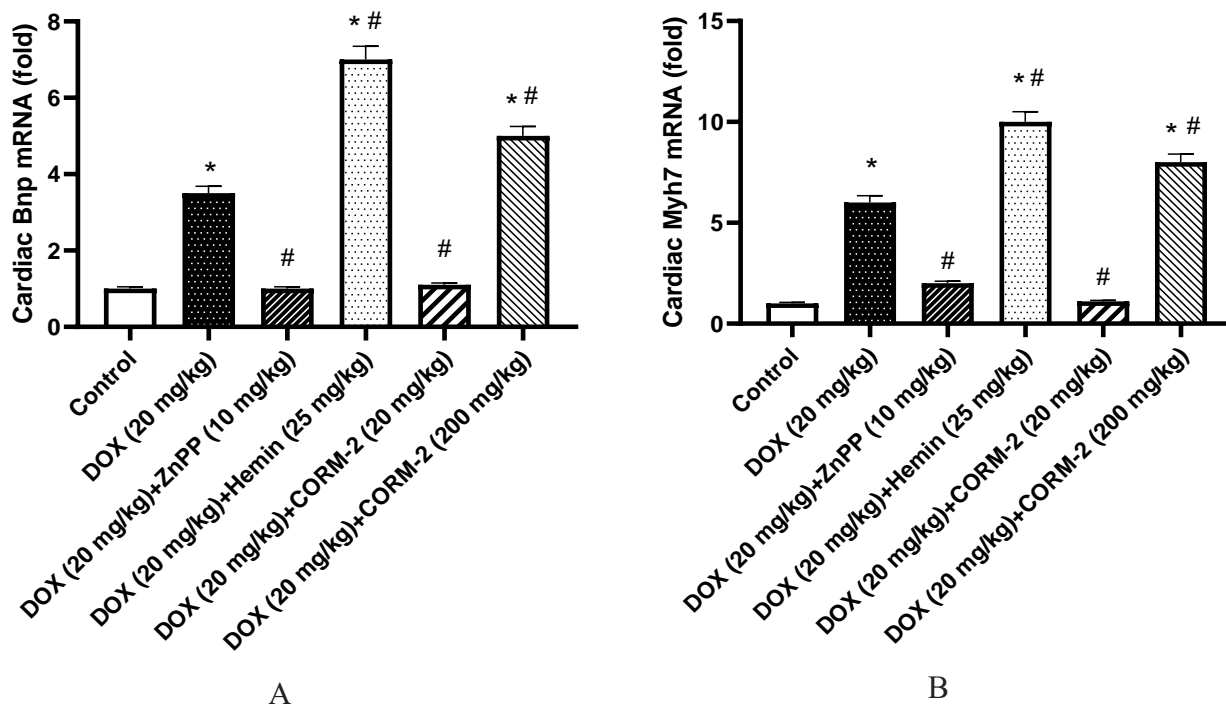 Cardiac Bnp mRNA (fold)
8
6
4
2
0
*
#
* #
#
* #
Control
DOX (20 mg/kg)
DOX (20 mg/kg)+ZnPP (10 mg/kg)
DOX (20 mg/kg)+Hemin (25 mg/kg)
DOX (20 mg/kg)+CORM-2 (20 mg/kg)
DOX (20 mg/kg)+CORM-2 (200 mg/kg)
A
Cardiac Myh7 mRNA (fold)
15
10
5
0
*
#
* #
#
* #
Control
DOX (20 mg/kg)
DOX (20 mg/kg)+ZnPP (10 mg/kg)
DOX (20 mg/kg)+Hemin (25 mg/kg)
DOX (20 mg/kg)+CORM-2 (20 mg/kg)
DOX (20 mg/kg)+CORM-2 (200 mg/kg)
B